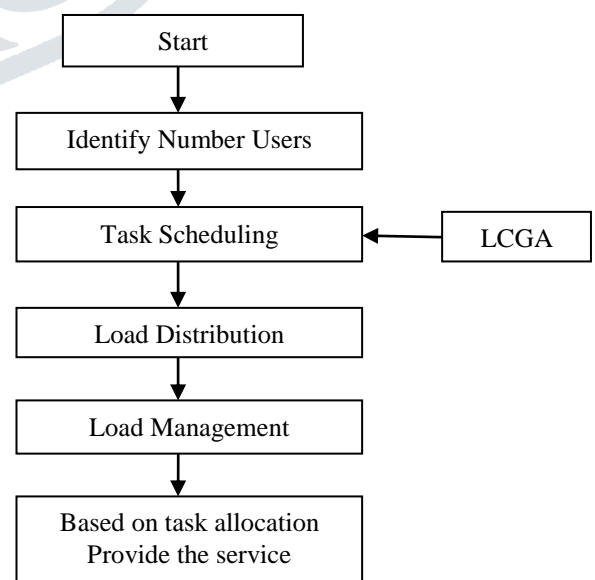 Start
Identify Number Users
Task Scheduling
LCGA
Load Distribution
Load Management
Based on task allocation
Provide the service